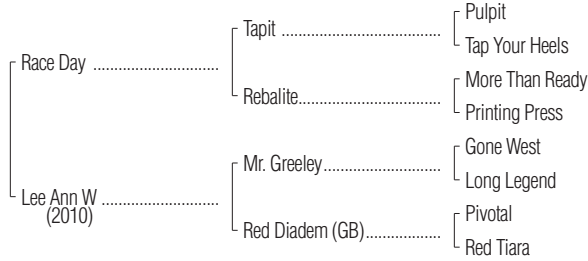 Pulpit
Tapit ................................................
Tap Your Heels
Race Day ......................................
More Than Ready
Rebalite...........................................
Printing Press
Gone West
Mr. Greeley...................................
Long Legend
Lee Ann W ...................................
(2010)
Pivotal
Red Diadem (GB)......................
Red Tiara